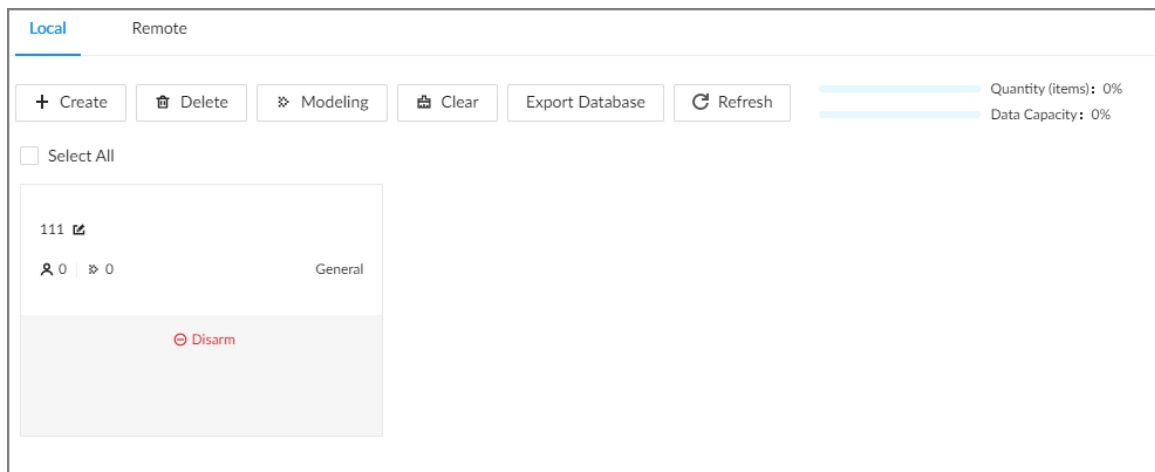 Local Remote
Create Delete Modeling Clear Export Database Refresh
Quantity (items): 0%
Data Capacity: 0%
Select All
111
0 0 General
Disarm